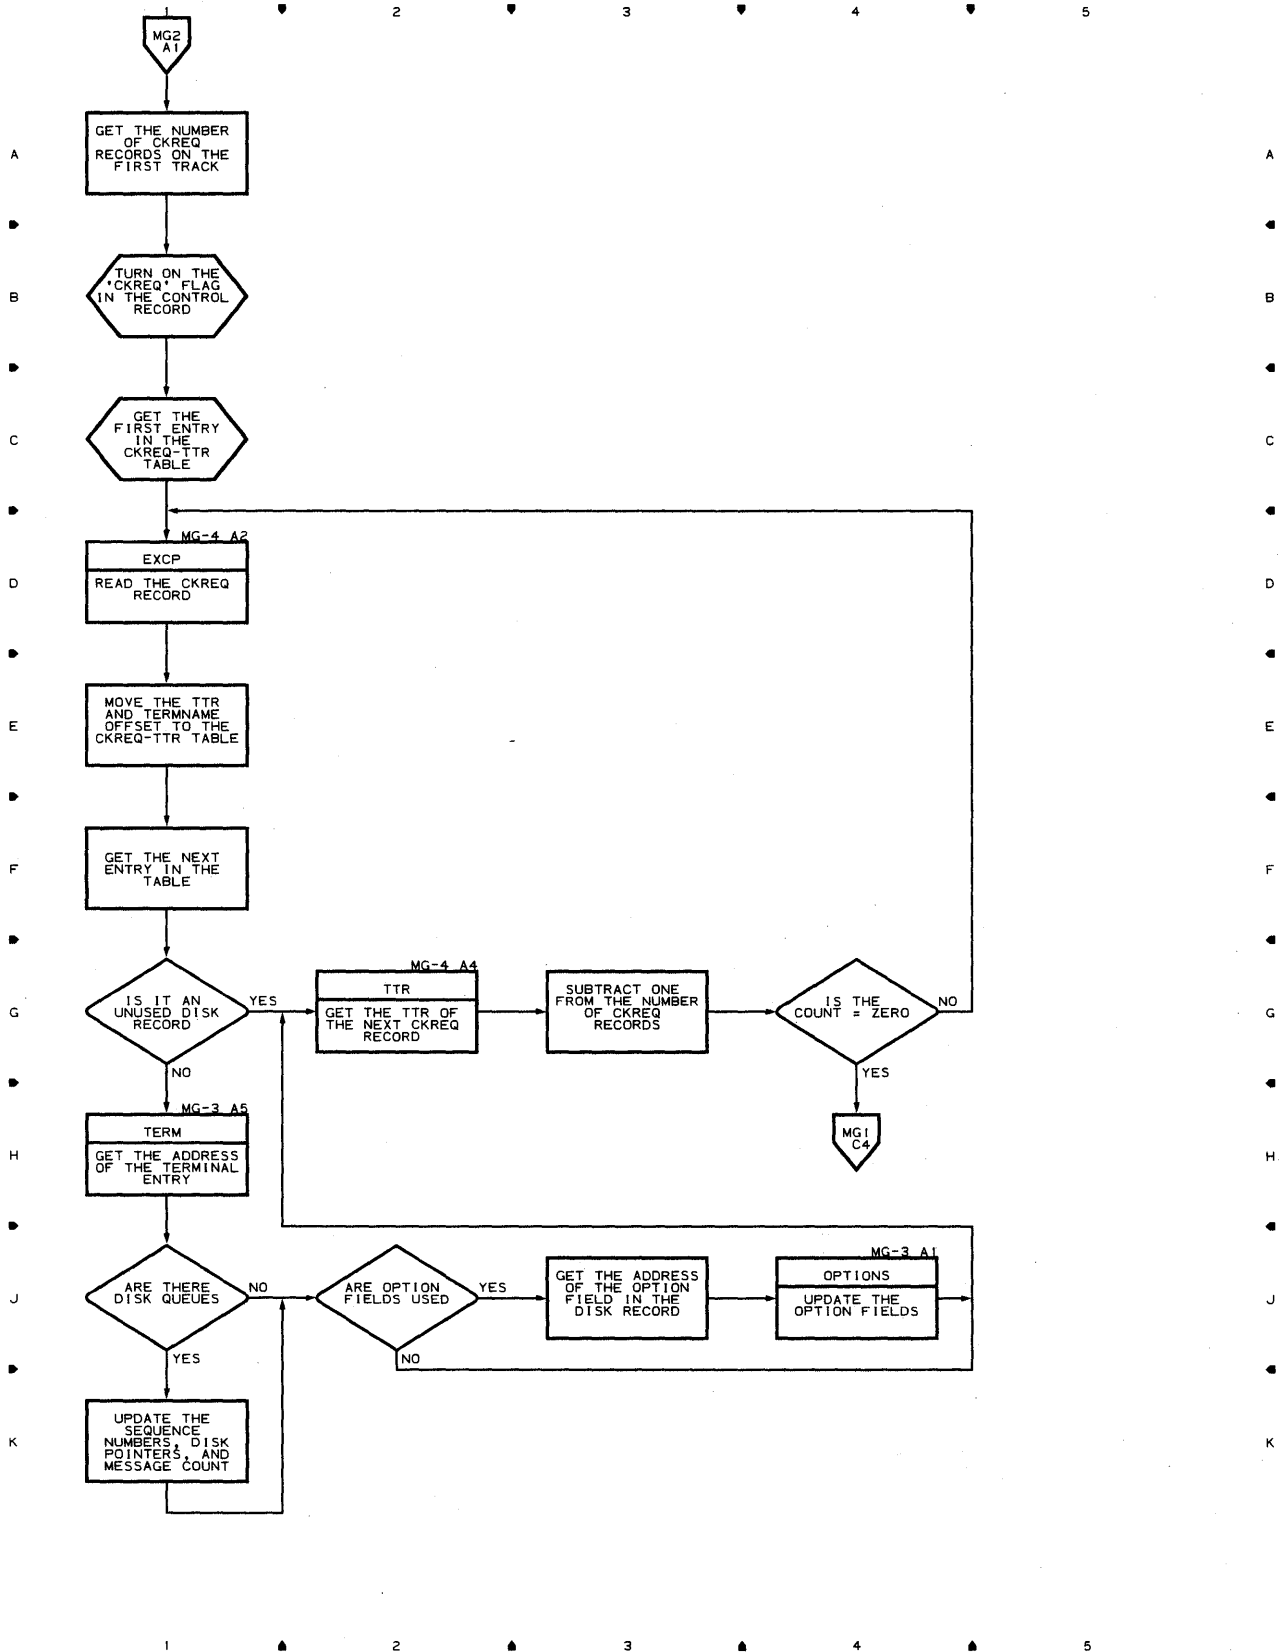 1 2 3 4 5
MG2
A1
GET THE NUMBER
OF CKREQ
RECORDS ON THE
FIRST TRACK
A A
TURN ON THE
'CKREQ' FLAG
IN THE CONTROL
RECORD
B B
GET THE
FIRST ENTRY
IN THE
CKREQ-TTR
TABLE
C C
MG-4 A2
EXCP
READ THE CKREQ
RECORD
D D
MOVE THE TTR
AND TERMNAME
OFFSET TO THE
CKREQ-TTR TABLE
E E
GET THE NEXT
ENTRY IN THE
TABLE
F F
IS IT AN
UNUSED DISK
RECORD
YES
NO
MG-4 A4
TTR
GET THE TTR OF
THE NEXT CKREQ
RECORD
SUBTRACT ONE
FROM THE NUMBER
OF CKREQ
RECORDS
IS THE
COUNT = ZERO
NO
YES
G G
MG-3 A5
TERM
GET THE ADDRESS
OF THE TERMINAL
ENTRY
MG1
C4
H H
ARE THERE
DISK QUEUES
NO
YES
ARE OPTION
FIELDS USED
YES
NO
GET THE ADDRESS
OF THE OPTION
FIELD IN THE
DISK RECORD
MG-3 A1
OPTIONS
UPDATE THE
OPTION FIELDS
J J
UPDATE THE
SEQUENCE
NUMBERS, DISK
POINTERS, AND
MESSAGE COUNT
K K
1 2 3 4 5